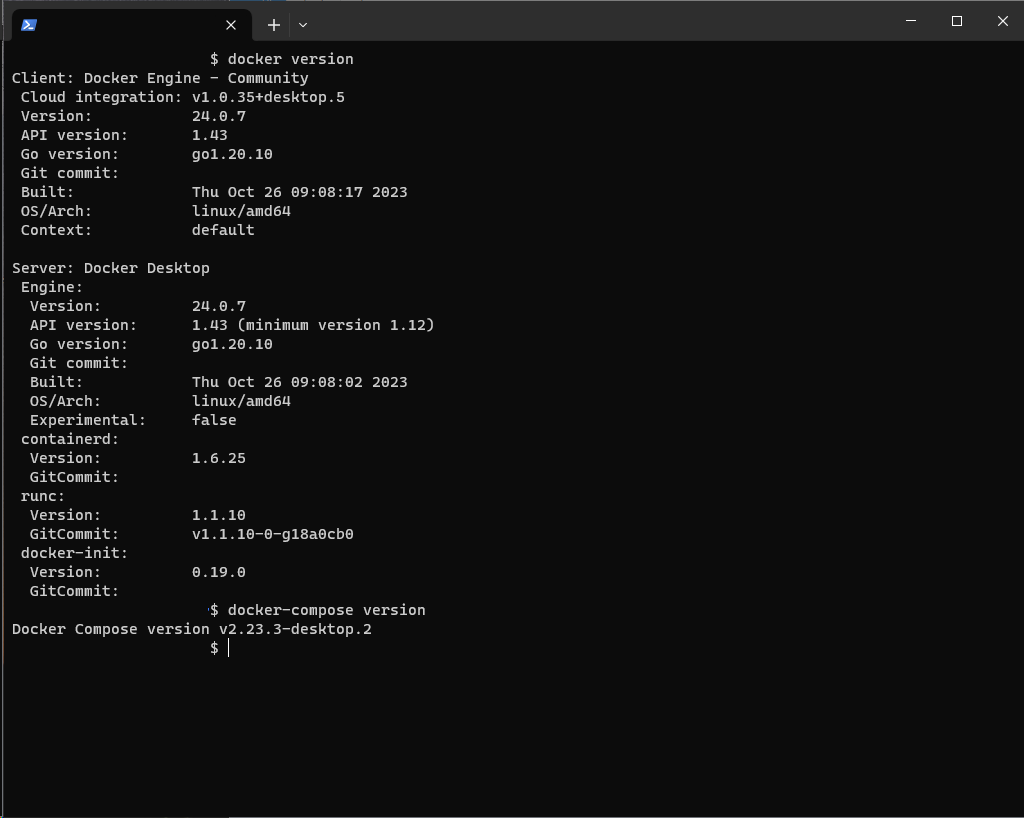 $ docker version
Client: Docker Engine - Community
 Cloud integration: v1.0.35+desktop.5
 Version:           24.0.7
 API version:       1.43
 Go version:        go1.20.10
 Git commit:
 Built:             Thu Oct 26 09:08:17 2023
 OS/Arch:           linux/amd64
 Context:           default

Server: Docker Desktop
 Engine:
  Version:          24.0.7
  API version:      1.43 (minimum version 1.12)
  Go version:       go1.20.10
  Git commit:
  Built:            Thu Oct 26 09:08:02 2023
  OS/Arch:          linux/amd64
  Experimental:     false
 containerd:
  Version:          1.6.25
  GitCommit:
 runc:
  Version:          1.1.10
  GitCommit:        v1.1.10-0-g18a0cb0
 docker-init:
  Version:          0.19.0
  GitCommit:
$ docker-compose version
Docker Compose version v2.23.3-desktop.2
$